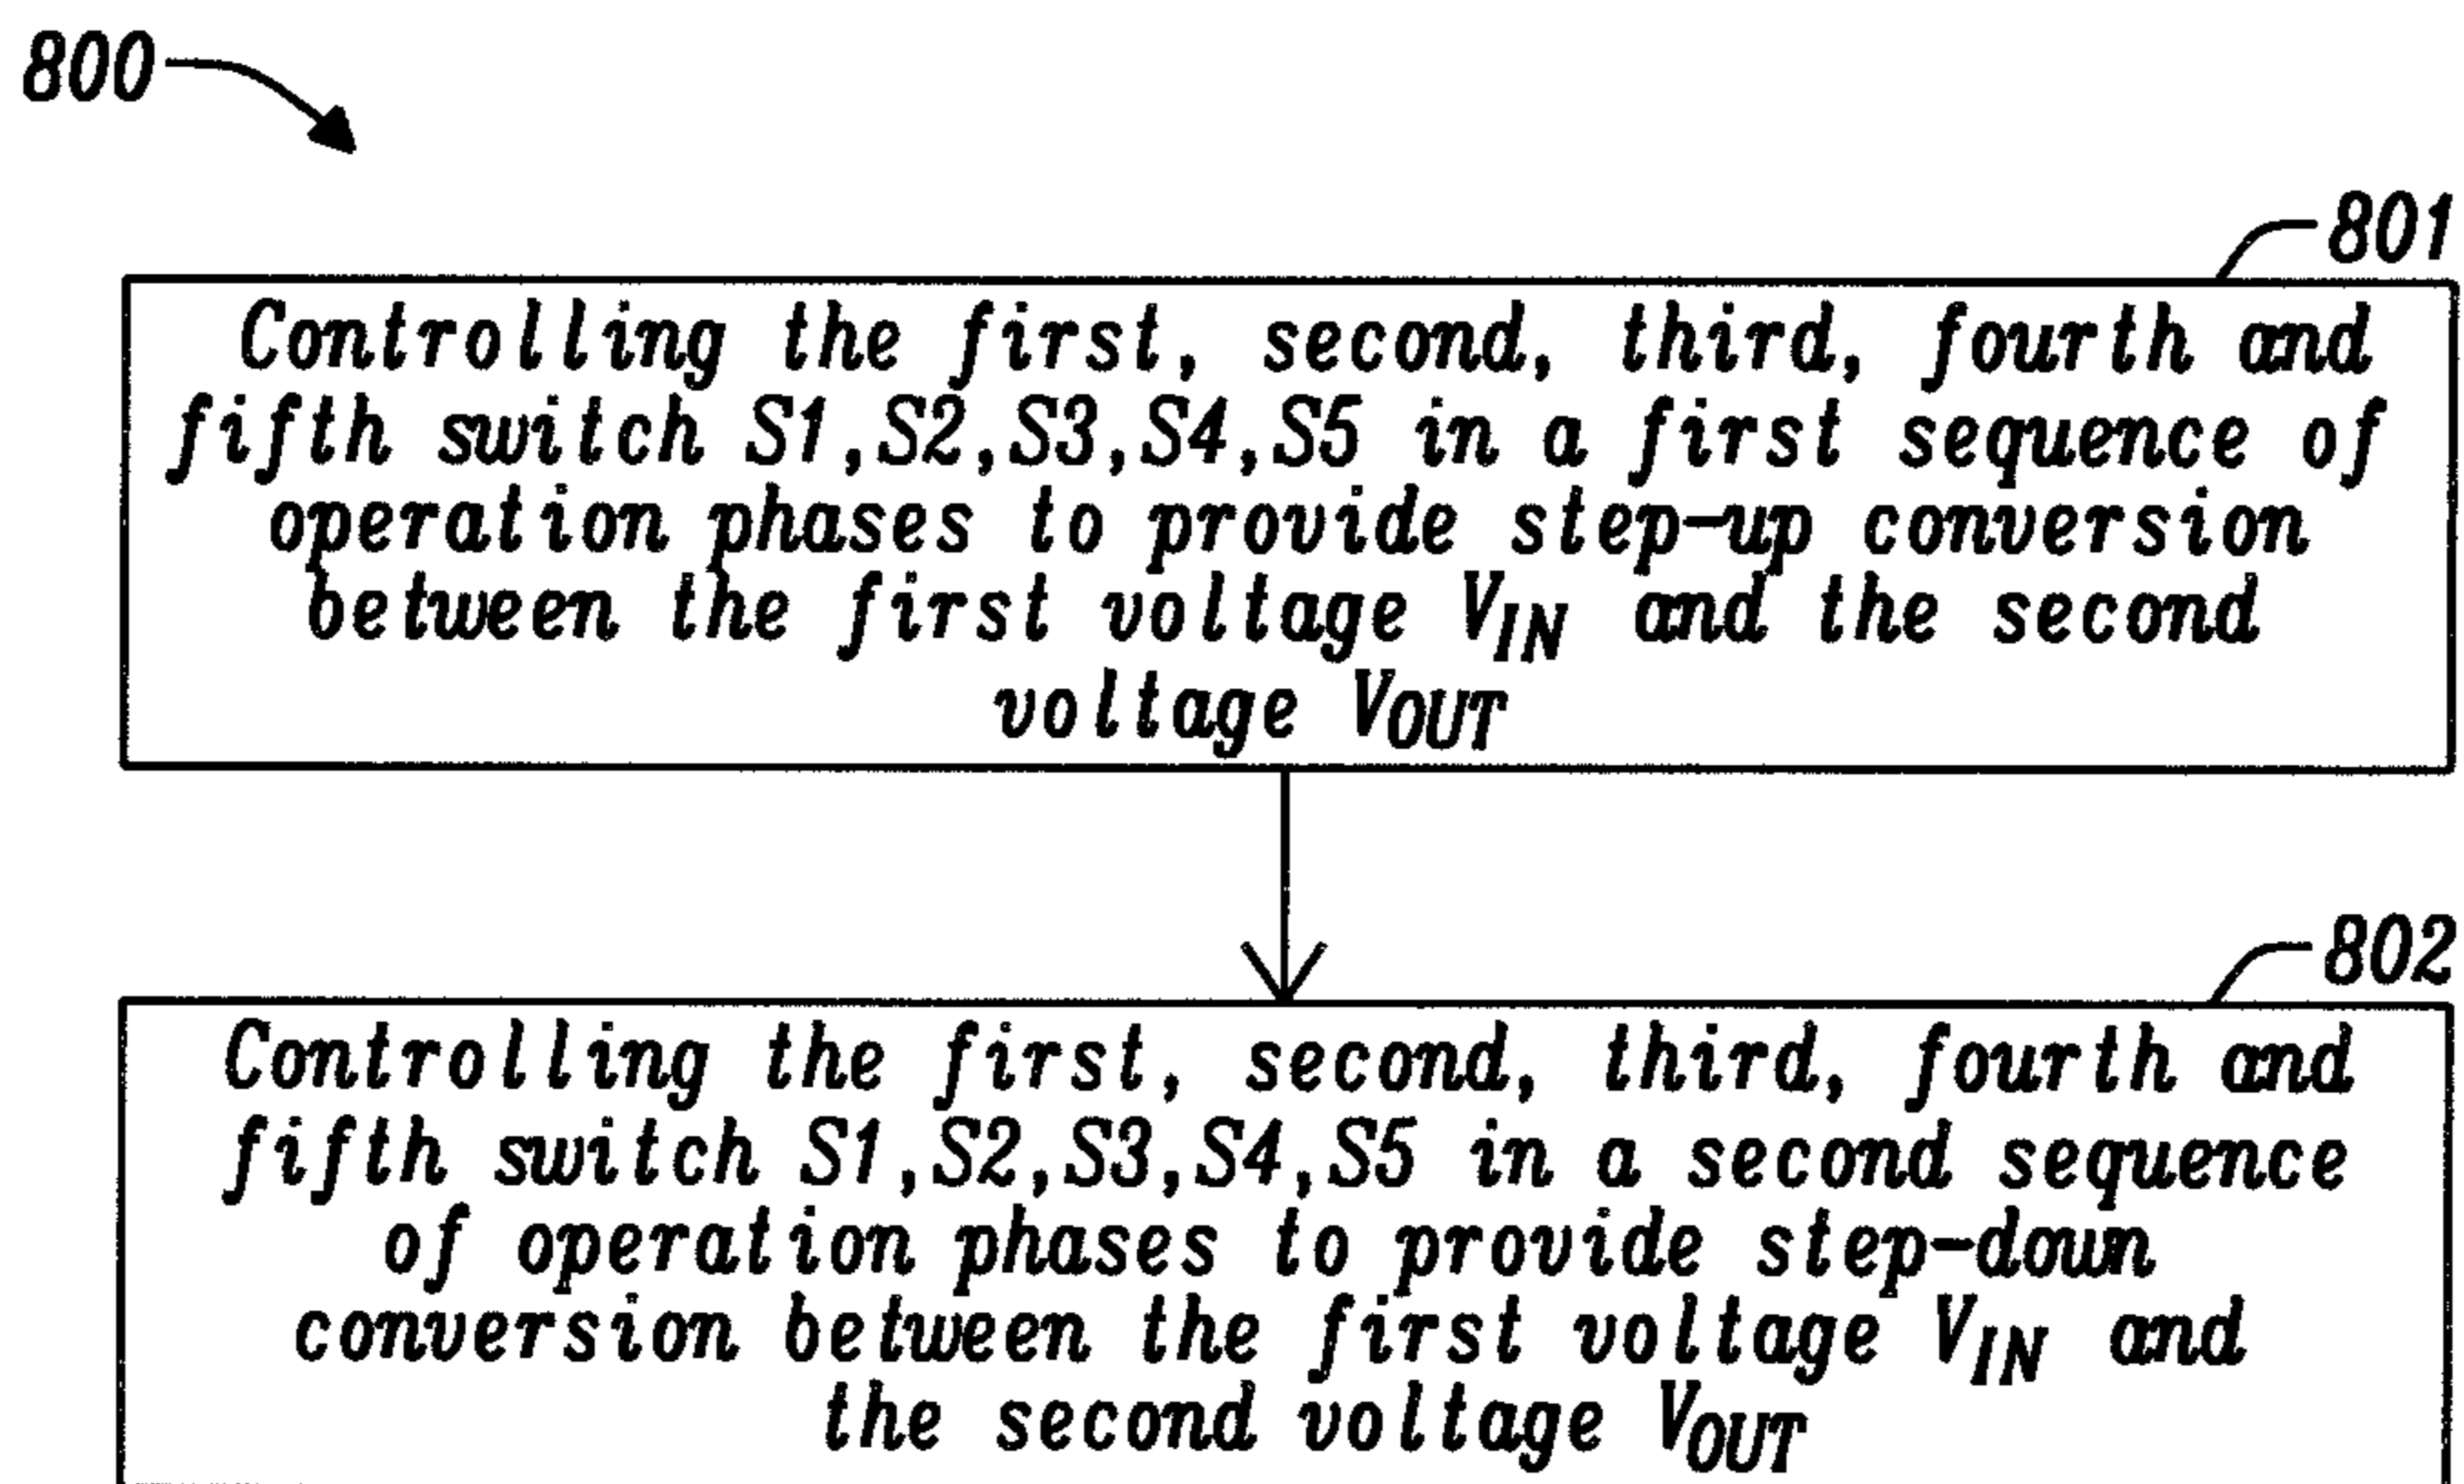 800
801
Controlling the first, second, third, fourth and
fifth switch S1,S2,S3,S4,S5 in a first sequence of
operation phases to provide step-up conversion
between the first voltage VIN and the second
voltage VOUT
802
Controlling the first, second, third, fourth and
fifth switch S1,S2,S3,S4,S5 in a second sequence
of operation phases to provide step-down
conversion between the first voltage VIN and
the second voltage VOUT